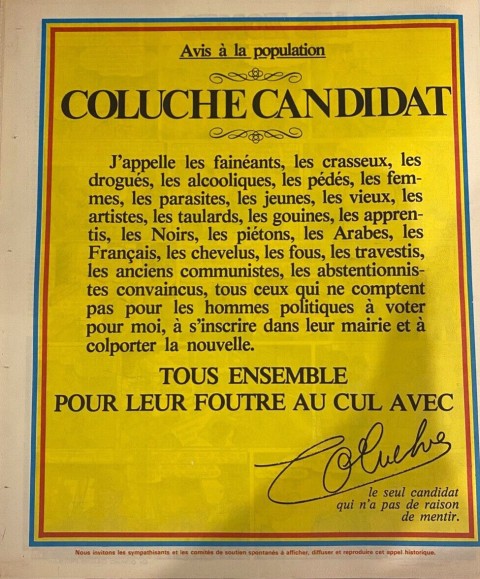 Avis à la population
COLUCHE CANDIDAT
J'appelle les fainéants, les crasseux, les
drogués, les alcooliques, les pédés, les fem-
mes, les parasites, les jeunes, les vieux, les
artistes, les taulards, les gouines, les appren-
tis, les Noirs, les piétons, les Arabes, les
Français, les chevelus, les fous, les travestis,
les anciens communistes, les abstentionnis-
tes convaincus, tous ceux qui ne comptent
pas pour les hommes politiques à voter
pour moi, à s'inscrire dans leur mairie et à
colporter la nouvelle.
TOUS ENSEMBLE
POUR LEUR FOUTRE AU CUL AVEC
Coluche
le seul candidat
qui n'a pas de raison
de mentir.
Nous invitons les sympathisants et les comités de soutien spontanés à afficher, diffuser et reproduire cet appel historique.